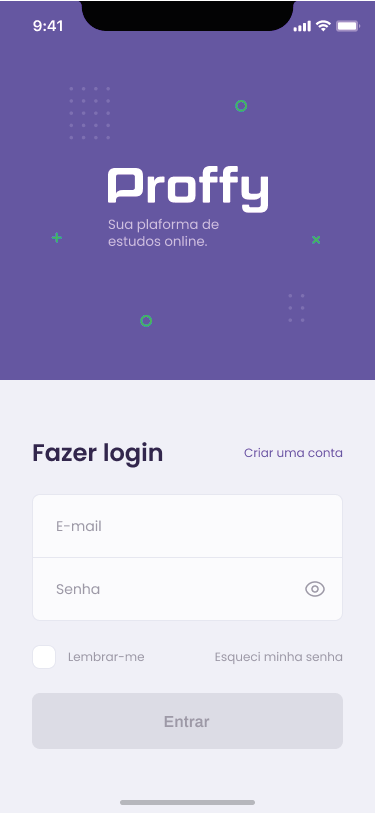 9:41
Proffy
Sua plaforma de
estudos online.
Fazer login
Criar uma conta
E-mail
Senha
Lembrar-me
Esqueci minha senha
Entrar